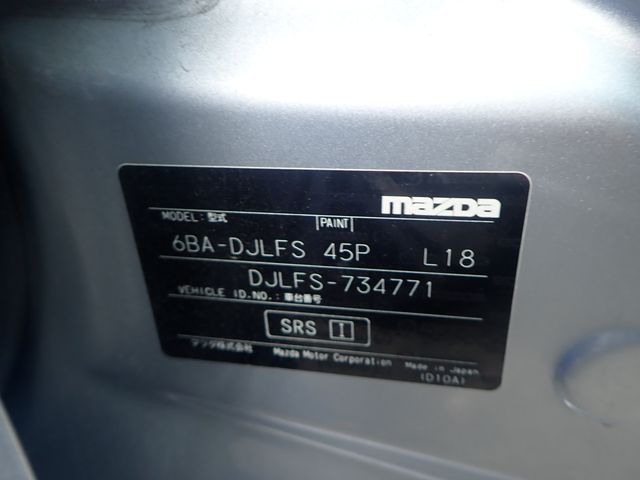 mazda
MODEL: 型式 PAINT
6BA-DJLFS 45P L18
DJLFS-734771
VEHICLE ID.NO.: 車台番号
SRS I
マツダ株式会社 Mazda Motor Corporation Made in Japan
(D10A)